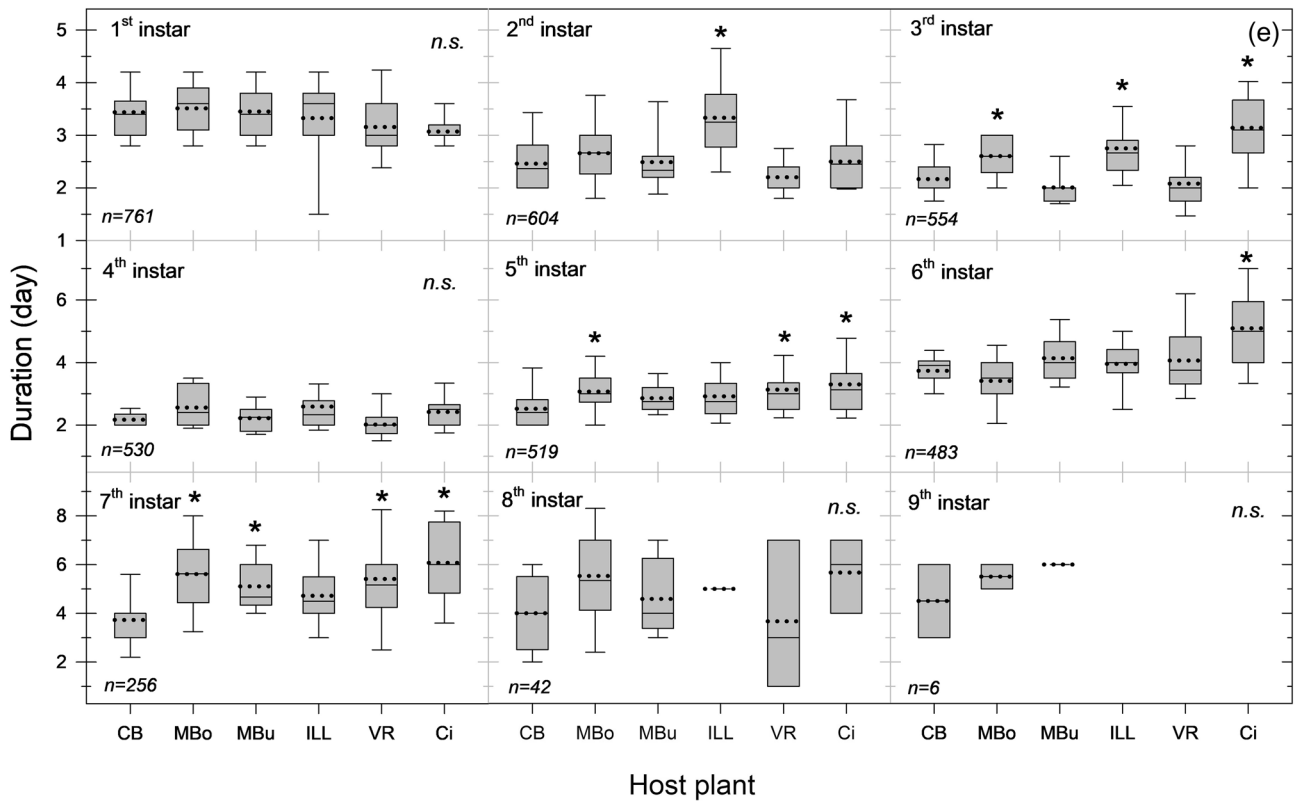 1st instar
n.s.
2nd instar
*
3rd instar
(e)
*
*
*
5
4
3
2
1
n=761
n=604
n=554
4th instar
n.s.
5th instar
*
*
*
6th instar
*
6
4
2
n=530
n=519
n=483
7th instar
*
*
*
*
8th instar
n.s.
9th instar
n.s.
8
6
4
2
n=256
n=42
n=6
Duration (day)
CB MBo MBu ILL VR Ci CB MBo MBu ILL VR Ci CB MBo MBu ILL VR Ci
Host plant